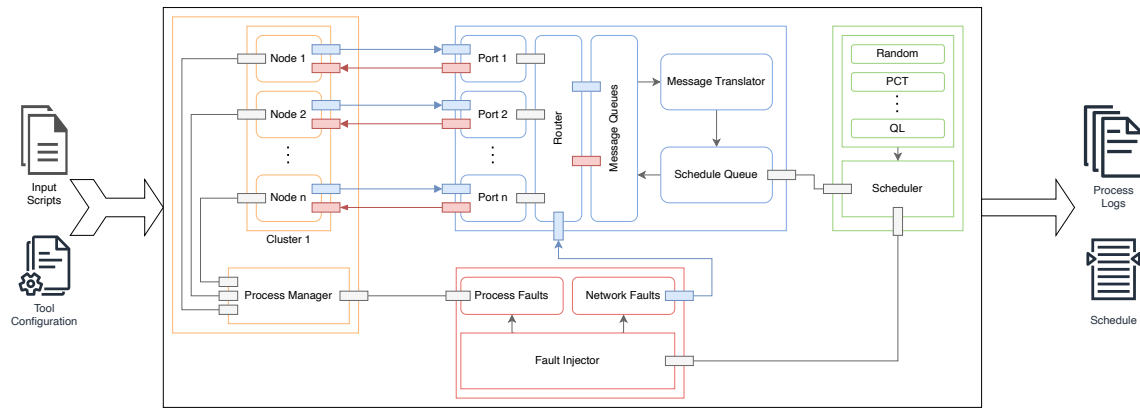 Input
Scripts
Tool
Configuration
Node 1
Node 2
Node n
Cluster 1
Process Manager
Port 1
Port 2
Port n
Router
Message Queues
Message Translator
Schedule Queue
Process Faults
Network Faults
Fault Injector
Random
PCT
QL
Scheduler
Process
Logs
Schedule